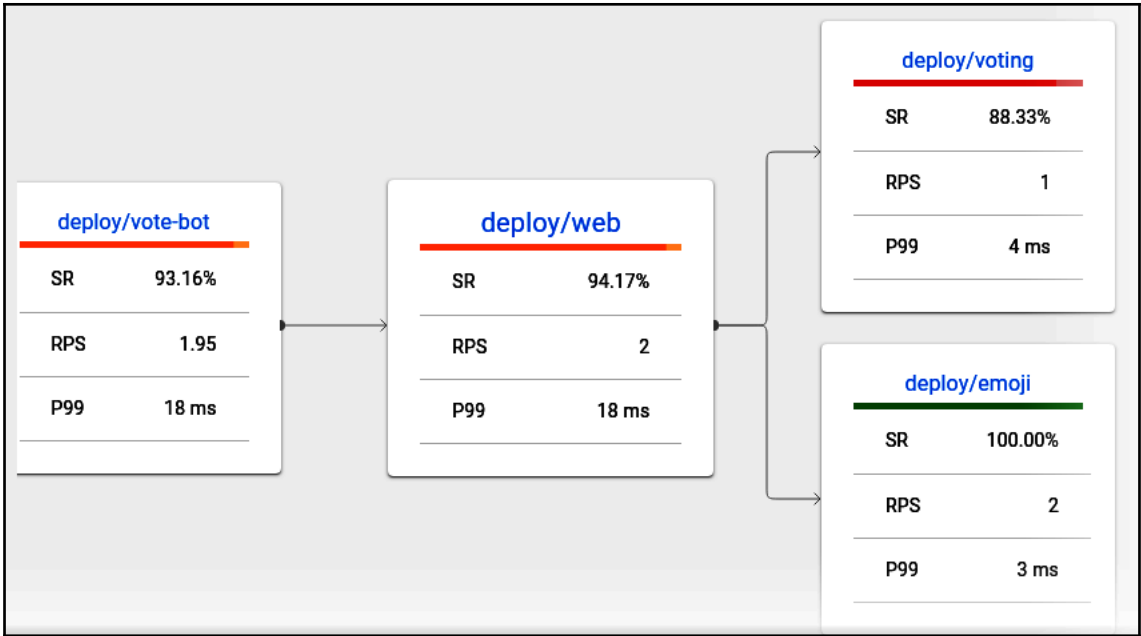 deploy/vote-bot
SR 93.16%
RPS 1.95
P99 18 ms
deploy/web
SR 94.17%
RPS 2
P99 18 ms
deploy/voting
SR 88.33%
RPS 1
P99 4 ms
deploy/emoji
SR 100.00%
RPS 2
P99 3 ms